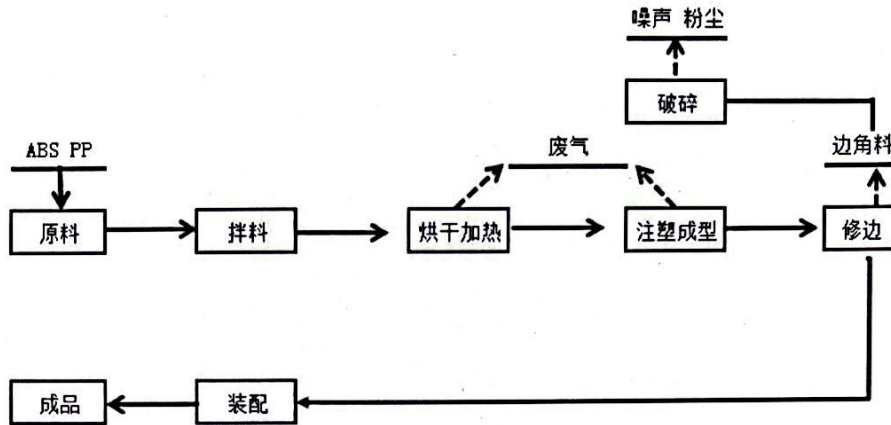 噪声 粉尘
破碎
ABS PP
废气
边角料
原料
拌料
烘干加热
注塑成型
修边
成品
装配